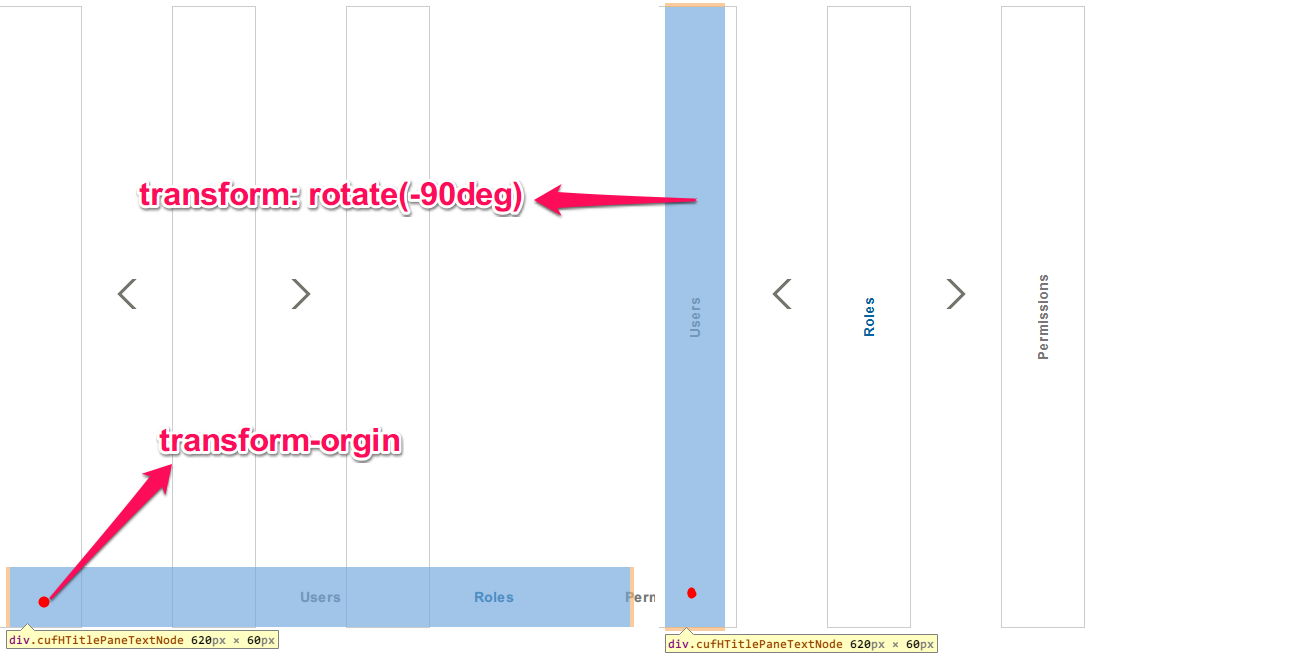 transform: rotate(-90deg)
Users
Roles
Permissions
transform-orgin
Users
Roles
Perm
div.cufHTitlePaneTextNode 620px × 60px
div.cufHTitlePaneTextNode 620px × 60px